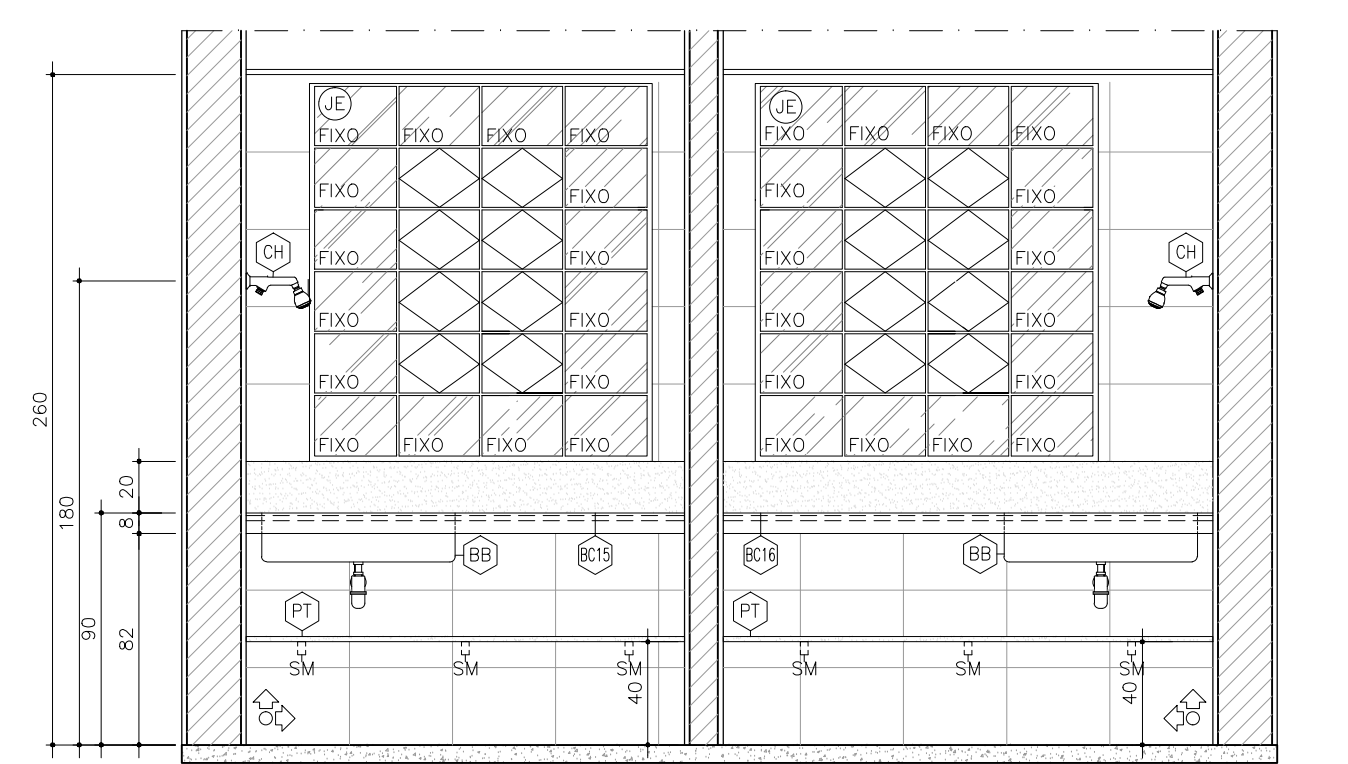 JE JE
FIXO FIXO FIXO FIXO FIXO FIXO FIXO FIXO
FIXO FIXO FIXO FIXO
CH FIXO FIXO FIXO FIXO CH
FIXO FIXO FIXO FIXO
260
FIXO FIXO FIXO FIXO
FIXO FIXO FIXO FIXO FIXO FIXO FIXO FIXO
20
180
8
BB BC15 BC16 BB
PT PT
90
82
SM SM SM SM SM SM
40 40